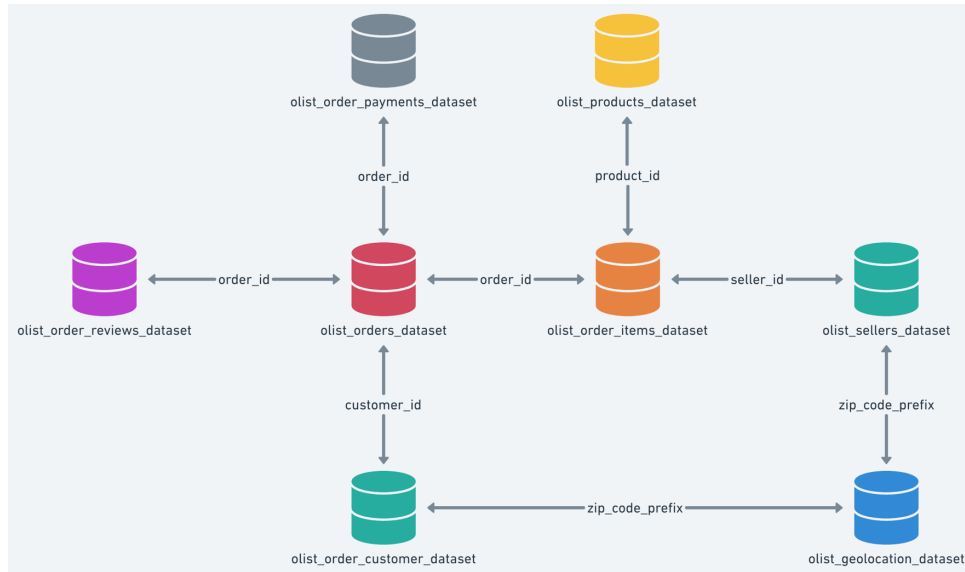 olist_order_payments_dataset
olist_products_dataset
order_id
product_id
order_id
order_id
seller_id
olist_order_reviews_dataset
olist_orders_dataset
olist_order_items_dataset
olist_sellers_dataset
customer_id
zip_code_prefix
zip_code_prefix
olist_order_customer_dataset
olist_geolocation_dataset